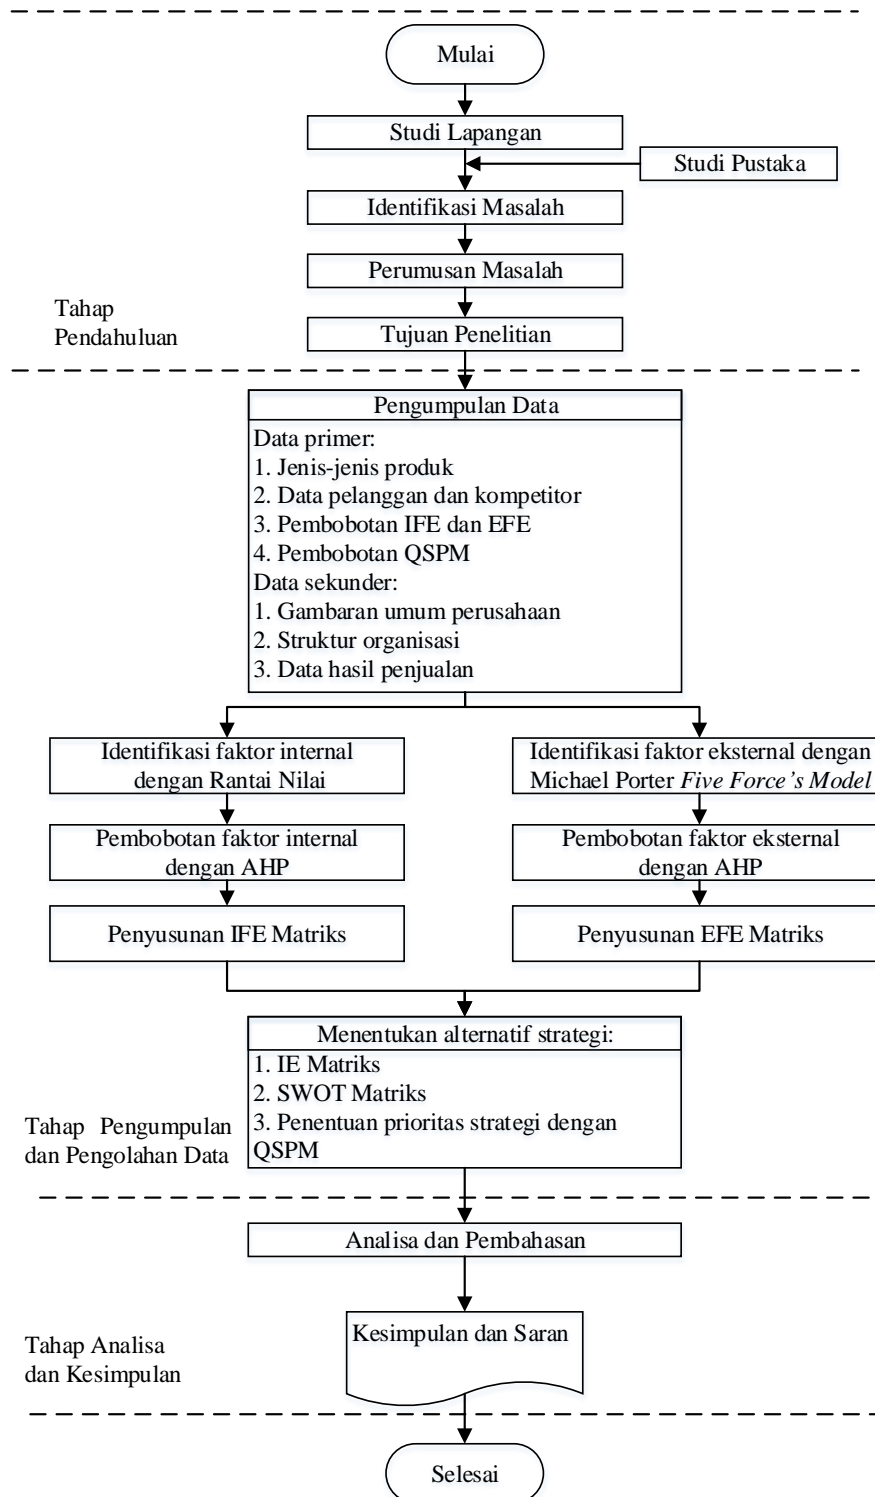 Mulai
Studi Lapangan
Studi Pustaka
Identifikasi Masalah
Perumusan Masalah
Tujuan Penelitian
Tahap
Pendahuluan
Pengumpulan Data
Data primer:
1. Jenis-jenis produk
2. Data pelanggan dan kompetitor
3. Pembobotan IFE dan EFE
4. Pembobotan QSPM
Data sekunder:
1. Gambaran umum perusahaan
2. Struktur organisasi
3. Data hasil penjualan
Identifikasi faktor internal
dengan Rantai Nilai
Identifikasi faktor eksternal dengan
Michael Porter Five Force’s Model
Pembobotan faktor internal
dengan AHP
Pembobotan faktor eksternal
dengan AHP
Penyusunan IFE Matriks
Penyusunan EFE Matriks
Menentukan alternatif strategi:
1. IE Matriks
2. SWOT Matriks
3. Penentuan prioritas strategi dengan
QSPM
Tahap Pengumpulan
dan Pengolahan Data
Analisa dan Pembahasan
Kesimpulan dan Saran
Tahap Analisa
dan Kesimpulan
Selesai